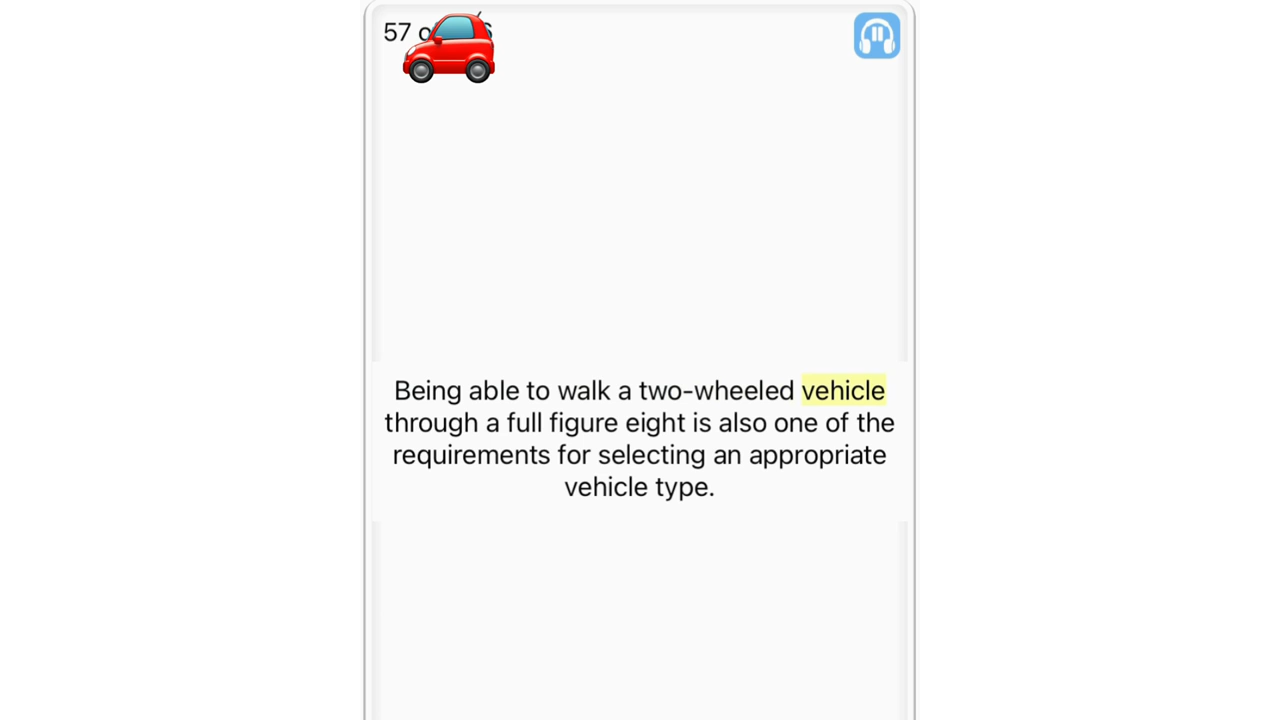 57
Being able to walk a two-wheeled vehicle
through a full figure eight is also one of the
requirements for selecting an appropriate
vehicle type.